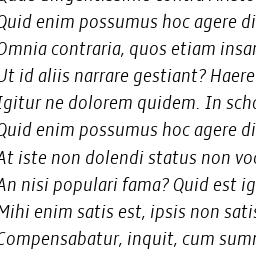 Quid enim possumus hoc agere di
Omnia contraria, quos etiam insan
Ut id aliis narrare gestiant? Haere
Igitur ne dolorem quidem. In scho
Quid enim possumus hoc agere di
At iste non dolendi status non voc
An nisi populari fama? Quid est ig
Mihi enim satis est, ipsis non satis
Compensabatur, inquit, cum summ